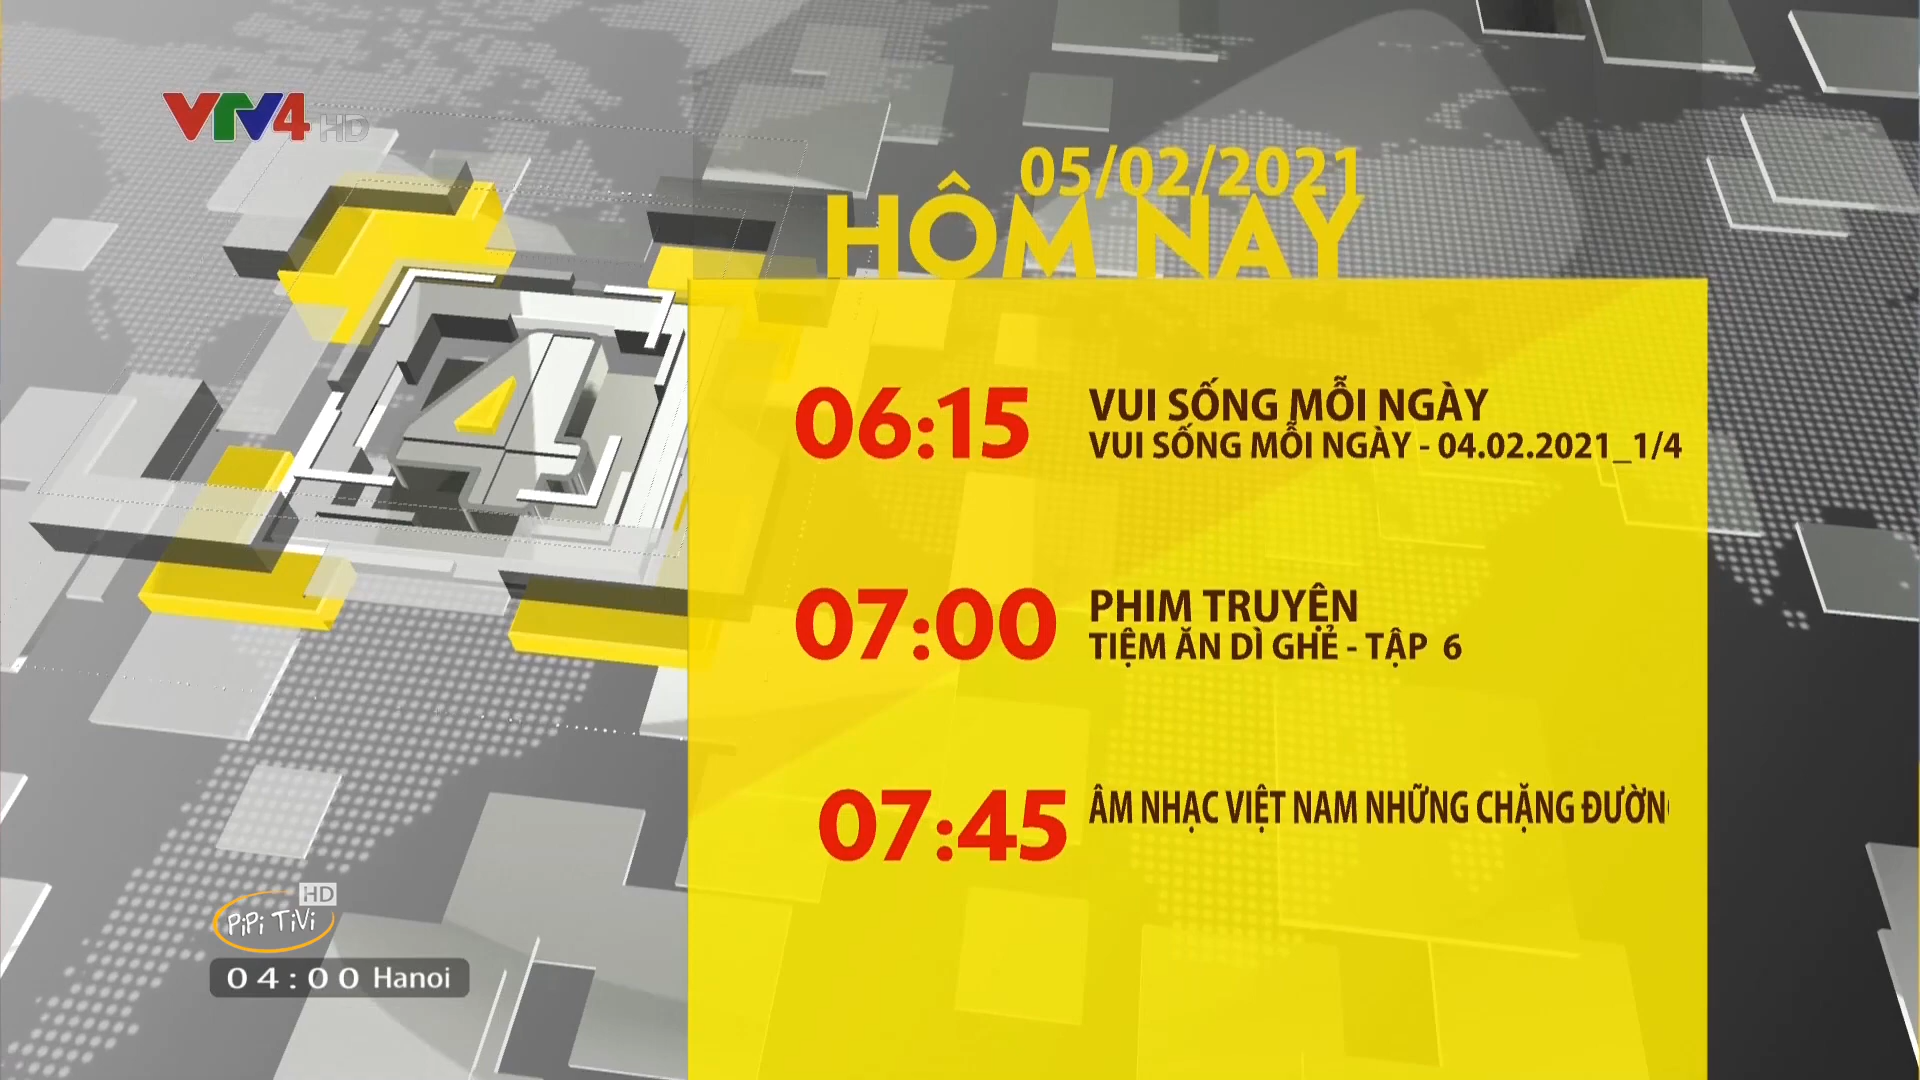 VTV4 HD
05/02/2021
HÔM NAY
06:15
VUI SỐNG MỖI NGÀY
VUI SỐNG MỖI NGÀY - 04.02.2021_1/4
07:00
PHIM TRUYỆN
TIỆM ĂN DÌ GHẺ - TẬP 6
07:45
ÂM NHẠC VIỆT NAM NHỮNG CHẶNG
4
HD
PiPi TiVi
04:00 Hanoi